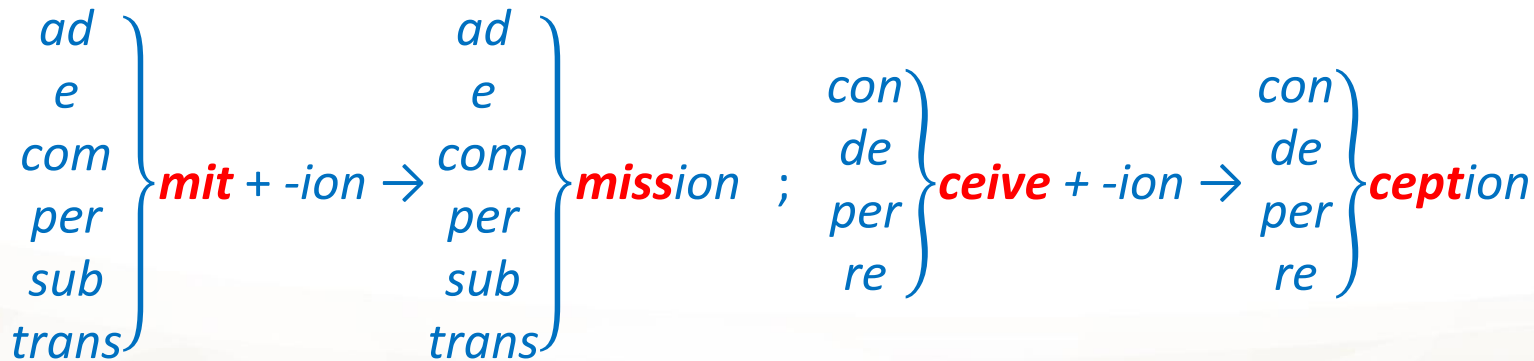 ad
e
com
per
sub
trans
mit + -ion →
ad
e
com
per
sub
trans
mission ;
con
de
per
re
ceive + -ion →
con
de
per
re
ception